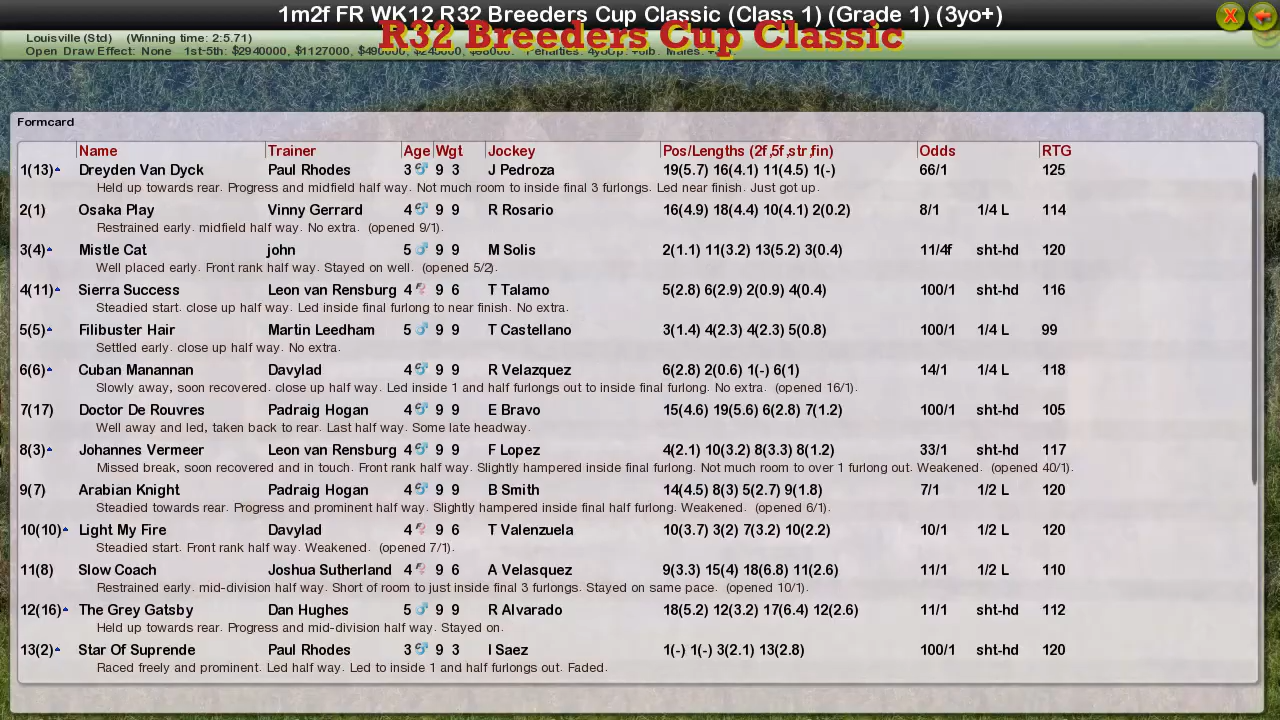 1m2f FR WK12 R32 Breeders Cup Classic (Class 1) (Grade 1) (3yo+)
R32 Breeders Cup Classic
Louisville (Std) (Winning time: 2:5.71)
Open Draw Effect: None 1st-5th: $2940000, $1127000,
Formcard
Name Trainer Age Wgt Jockey Pos/Lengths (2f,5f,str,fin) Odds RTG
1(13) Dreyden Van Dyck Paul Rhodes 3 9 3 J Pedroza 19(5.7) 16(4.1) 11(4.5) 1(-) 66/1 125
Held up towards rear. Progress and midfield half way. Not much room to inside final 3 furlongs. Led near finish. Just got up.
2(1) Osaka Play Vinny Gerrard 4 9 9 R Rosario 16(4.9) 18(4.4) 10(4.1) 2(0.2) 8/1 1/4 L 114
Restrained early. midfield half way. No extra. (opened 9/1).
3(4) Mistle Cat john 5 9 9 M Solis 2(1.1) 11(3.2) 13(5.2) 3(0.4) 11/4f sht-hd 120
Well placed early. Front rank half way. Stayed on well. (opened 5/2).
4(11) Sierra Success Leon van Rensburg 4 9 6 T Talamo 5(2.8) 6(2.9) 2(0.9) 4(0.4) 100/1 sht-hd 116
Steadied start. close up half way. Led inside final furlong to near finish. No extra.
5(5) Filibuster Hair Martin Leedham 5 9 9 T Castellano 3(1.4) 4(2.3) 4(2.3) 5(0.8) 100/1 1/4 L 99
Settled early. close up half way. No extra.
6(6) Cuban Manannan Davylad 4 9 9 R Velazquez 6(2.8) 2(0.6) 1(-) 6(1) 14/1 1/4 L 118
Slowly away, soon recovered. close up half way. Led inside 1 and half furlongs out to inside final furlong. No extra. (opened 16/1).
7(17) Doctor De Rouvres Padraig Hogan 4 9 9 E Bravo 15(4.6) 19(5.6) 6(2.8) 7(1.2) 100/1 sht-hd 105
Well away and led, taken back to rear. Last half way. Some late headway.
8(3) Johannes Vermeer Leon van Rensburg 4 9 9 F Lopez 4(2.1) 10(3.2) 8(3.3) 8(1.2) 33/1 sht-hd 117
Missed break, soon recovered and in touch. Front rank half way. Slightly hampered inside final furlong. Not much room to over 1 furlong out. Weakened. (opened 40/1).
9(7) Arabian Knight Padraig Hogan 4 9 9 B Smith 14(4.5) 8(3) 5(2.7) 9(1.8) 7/1 1/2 L 120
Steadied towards rear. Progress and prominent half way. Slightly hampered inside final half furlong. Weakened. (opened 6/1).
10(10) Light My Fire Davylad 4 9 6 T Valenzuela 10(3.7) 3(2) 7(3.2) 10(2.2) 10/1 1/2 L 120
Steadied start. Front rank half way. Weakened. (opened 7/1).
11(8) Slow Coach Joshua Sutherland 4 9 6 A Velasquez 9(3.3) 15(4) 18(6.8) 11(2.6) 11/1 1/2 L 110
Restrained early. mid-division half way. Short of room to just inside final 3 furlongs. Stayed on same pace. (opened 10/1).
12(16) The Grey Gatsby Dan Hughes 5 9 9 R Alvarado 18(5.2) 12(3.2) 17(6.4) 12(2.6) 11/1 sht-hd 112
Held up towards rear. Progress and mid-division half way. Stayed on.
13(2) Star Of Suprende Paul Rhodes 3 9 3 I Saez 1(-) 1(-) 3(2.1) 13(2.8) 100/1 sht-hd 120
Raced freely and prominent. Led half way. Led to inside 1 and half furlongs out. Faded.